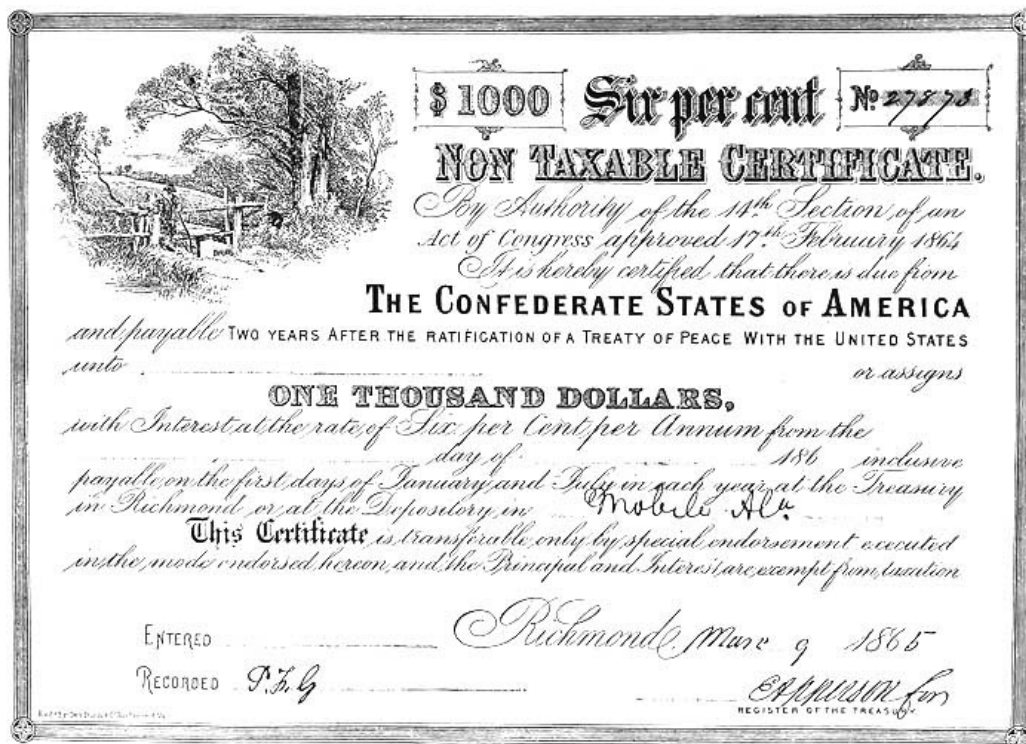 $ 1000 Six per cent No 27873
NON TAXABLE CERTIFICATE.
By Authority of the 14th Section of an
Act of Congress approved 17th February 1864
It is hereby certified that there is due from
THE CONFEDERATE STATES OF AMERICA
and payable TWO YEARS AFTER THE RATIFICATION OF A TREATY OF PEACE WITH THE UNITED STATES
unto or assigns
ONE THOUSAND DOLLARS,
with Interest at the rate of Six per Cent per Annum from the
day of 186 inclusive
payable on the first days of January and July in each year at the Treasury
in Richmond or at the Depository in Mobile Ala
This Certificate is transferable only by special endorsement executed
in the mode endorsed hereon, and the Principal and Interest are exempt from taxation
ENTERED Richmond, Marc 9 1865
RECORDED
Apperson for
REGISTER OF THE TREASURY